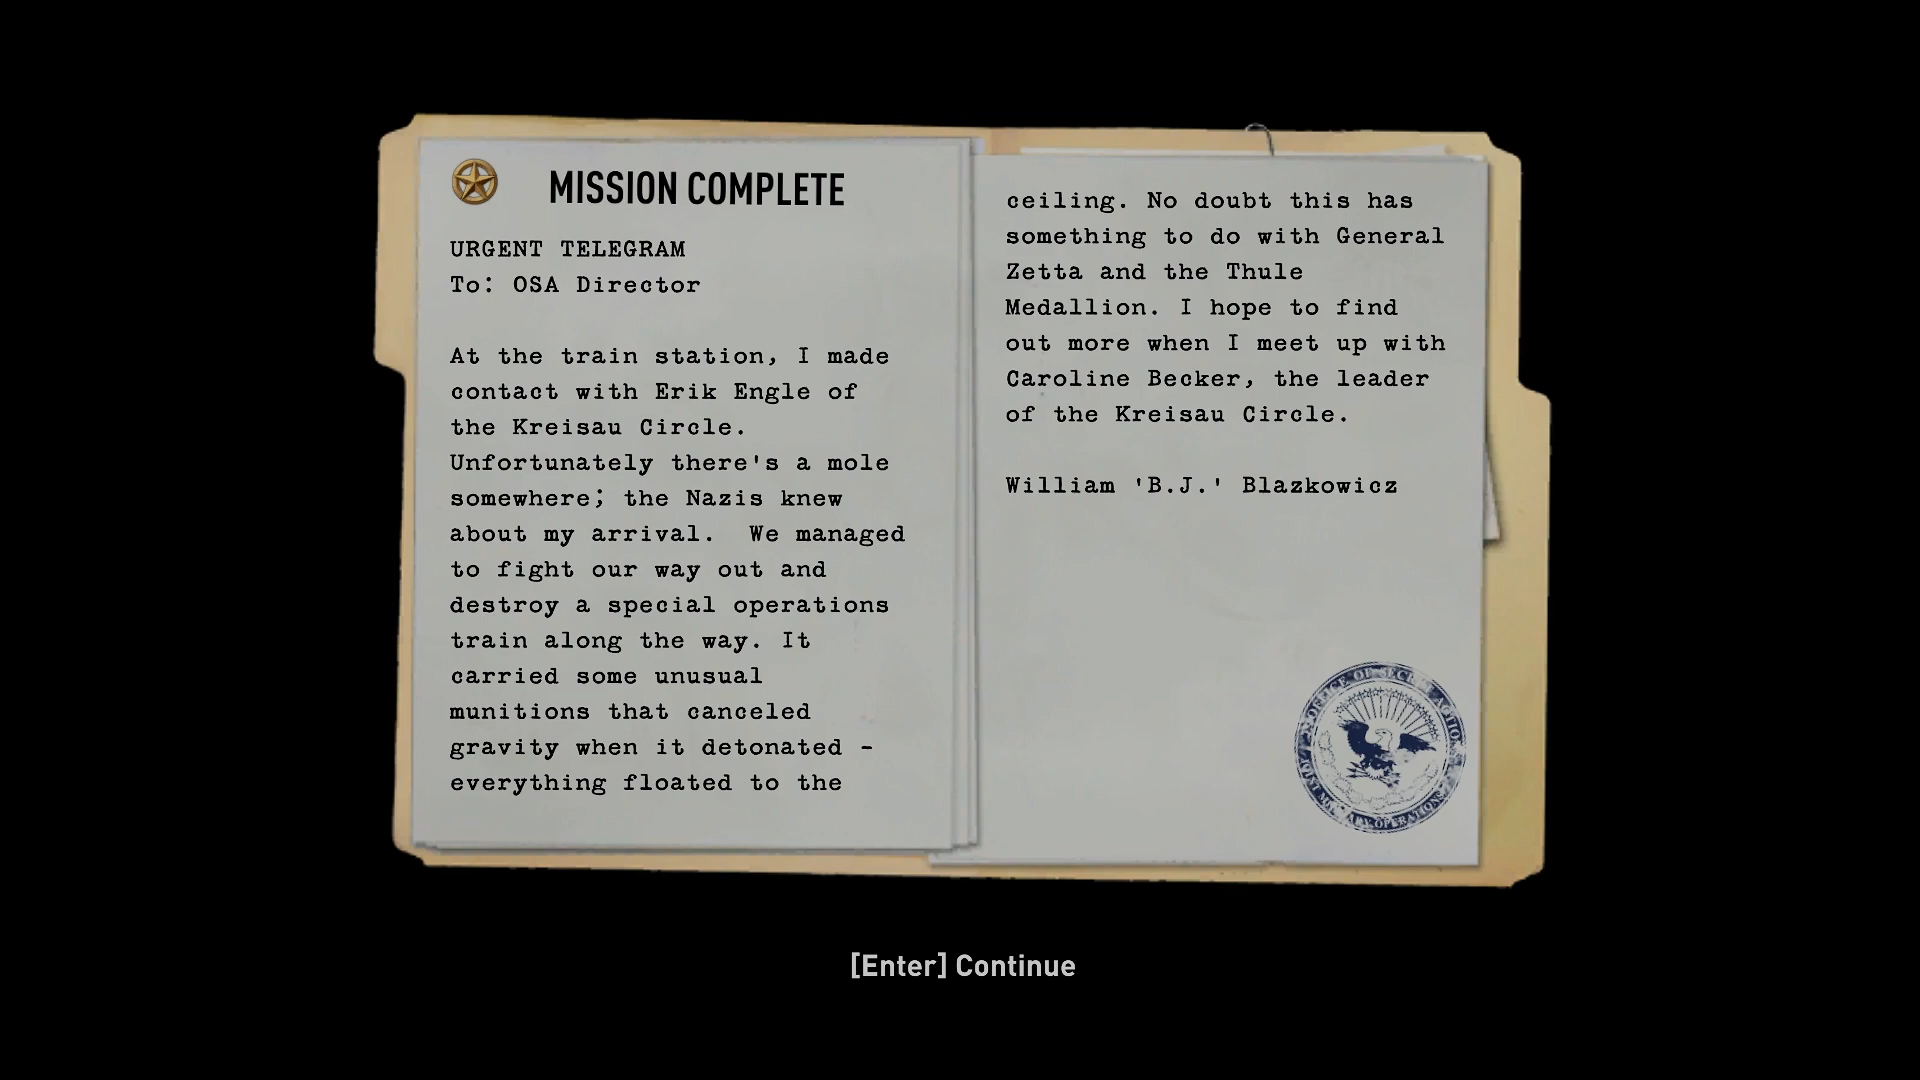 MISSION COMPLETE
URGENT TELEGRAM
To: OSA Director
At the train station, I made
contact with Erik Engle of
the Kreisau Circle.
Unfortunately there's a mole
somewhere; the Nazis knew
about my arrival.  We managed
to fight our way out and
destroy a special operations
train along the way. It
carried some unusual
munitions that canceled
gravity when it detonated -
everything floated to the
ceiling. No doubt this has
something to do with General
Zetta and the Thule
Medallion. I hope to find
out more when I meet up with
Caroline Becker, the leader
of the Kreisau Circle.
William 'B.J.' Blazkowicz
OFFICE OF SECRET ACTIONS
OPERATIONS
[Enter] Continue